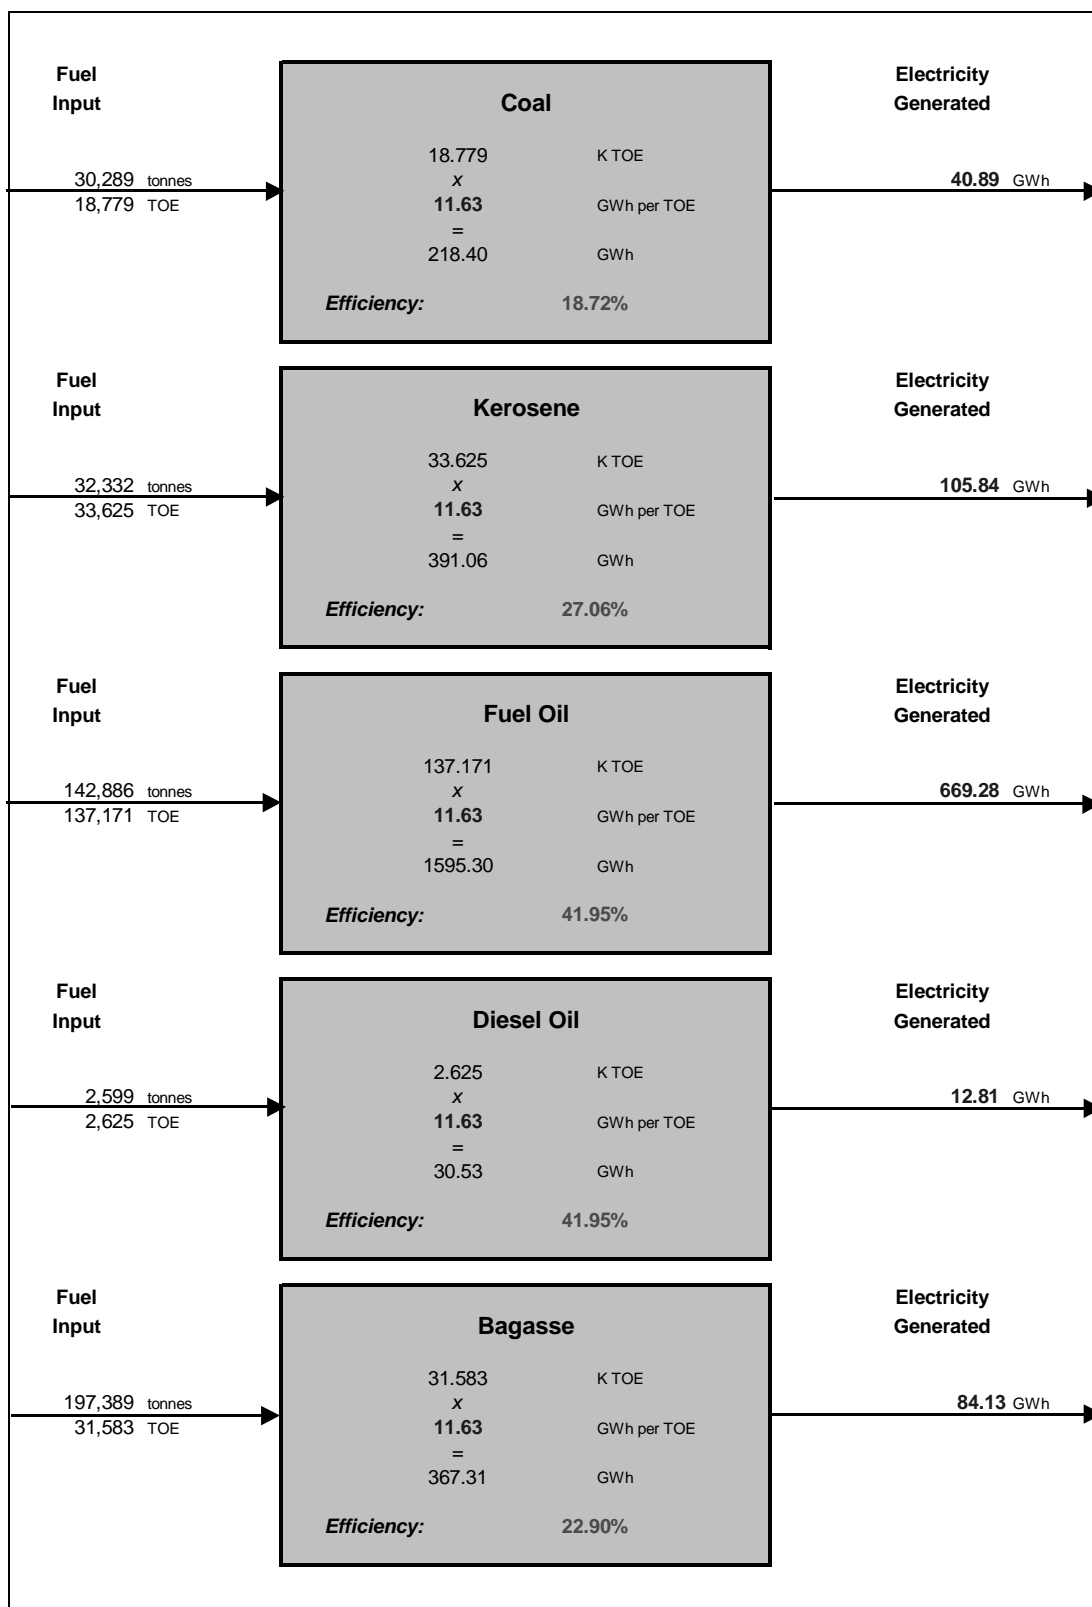 Fuel Electricity
Input Coal Generated
18.779 K TOE
30,289 tonnes x 40.89 GWh
18,779 TOE 11.63 GWh per TOE
=
218.40 GWh
Efficiency: 18.72%
Fuel Electricity
Input Kerosene Generated
33.625 K TOE
32,332 tonnes x 105.84 GWh
33,625 TOE 11.63 GWh per TOE
=
391.06 GWh
Efficiency: 27.06%
Fuel Electricity
Input Fuel Oil Generated
137.171 K TOE
142,886 tonnes x 669.28 GWh
137,171 TOE 11.63 GWh per TOE
=
1595.30 GWh
Efficiency: 41.95%
Fuel Electricity
Input Diesel Oil Generated
2.625 K TOE
2,599 tonnes x 12.81 GWh
2,625 TOE 11.63 GWh per TOE
=
30.53 GWh
Efficiency: 41.95%
Fuel Electricity
Input Bagasse Generated
31.583 K TOE
197,389 tonnes x 84.13 GWh
31,583 TOE 11.63 GWh per TOE
=
367.31 GWh
Efficiency: 22.90%